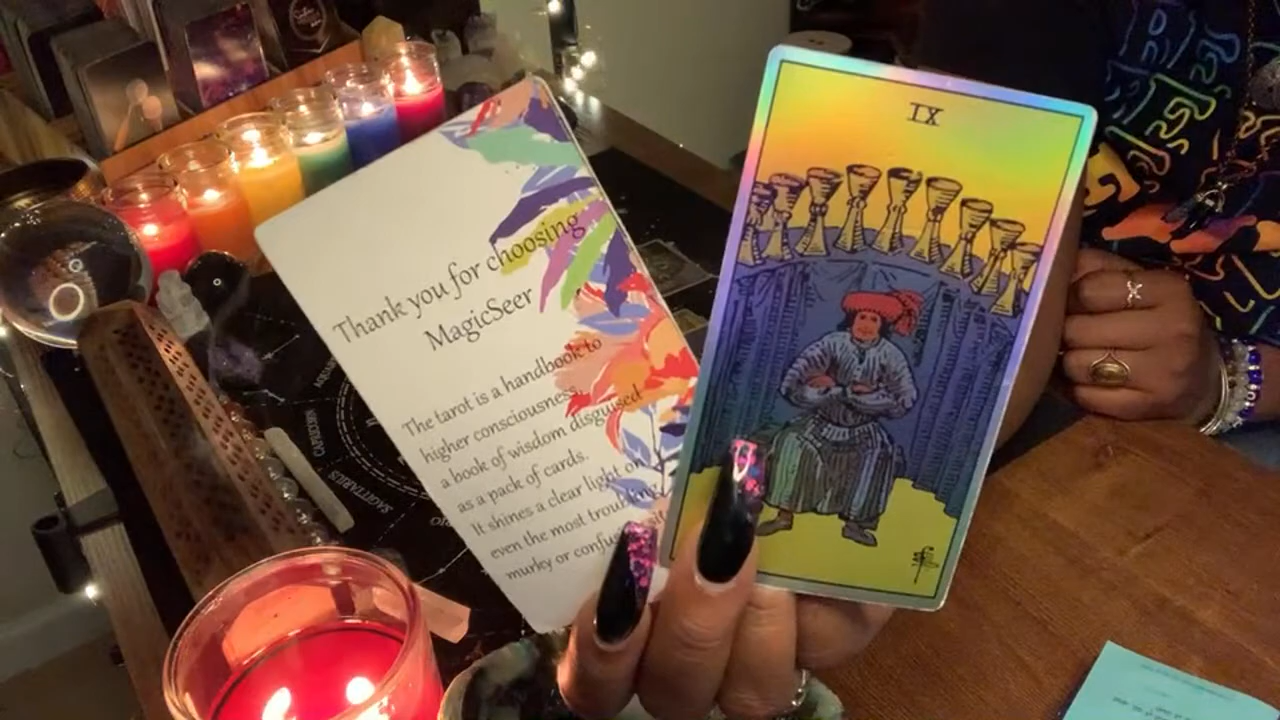 Thank you for choosing
MagicSeer
The tarot is a handbook to
higher consciousness,
a book of wisdom disguised
as a pack of cards.
It shines a clear light on
even the most troubling,
murky or
IX
SAGITTARIUS
CAPRICORN